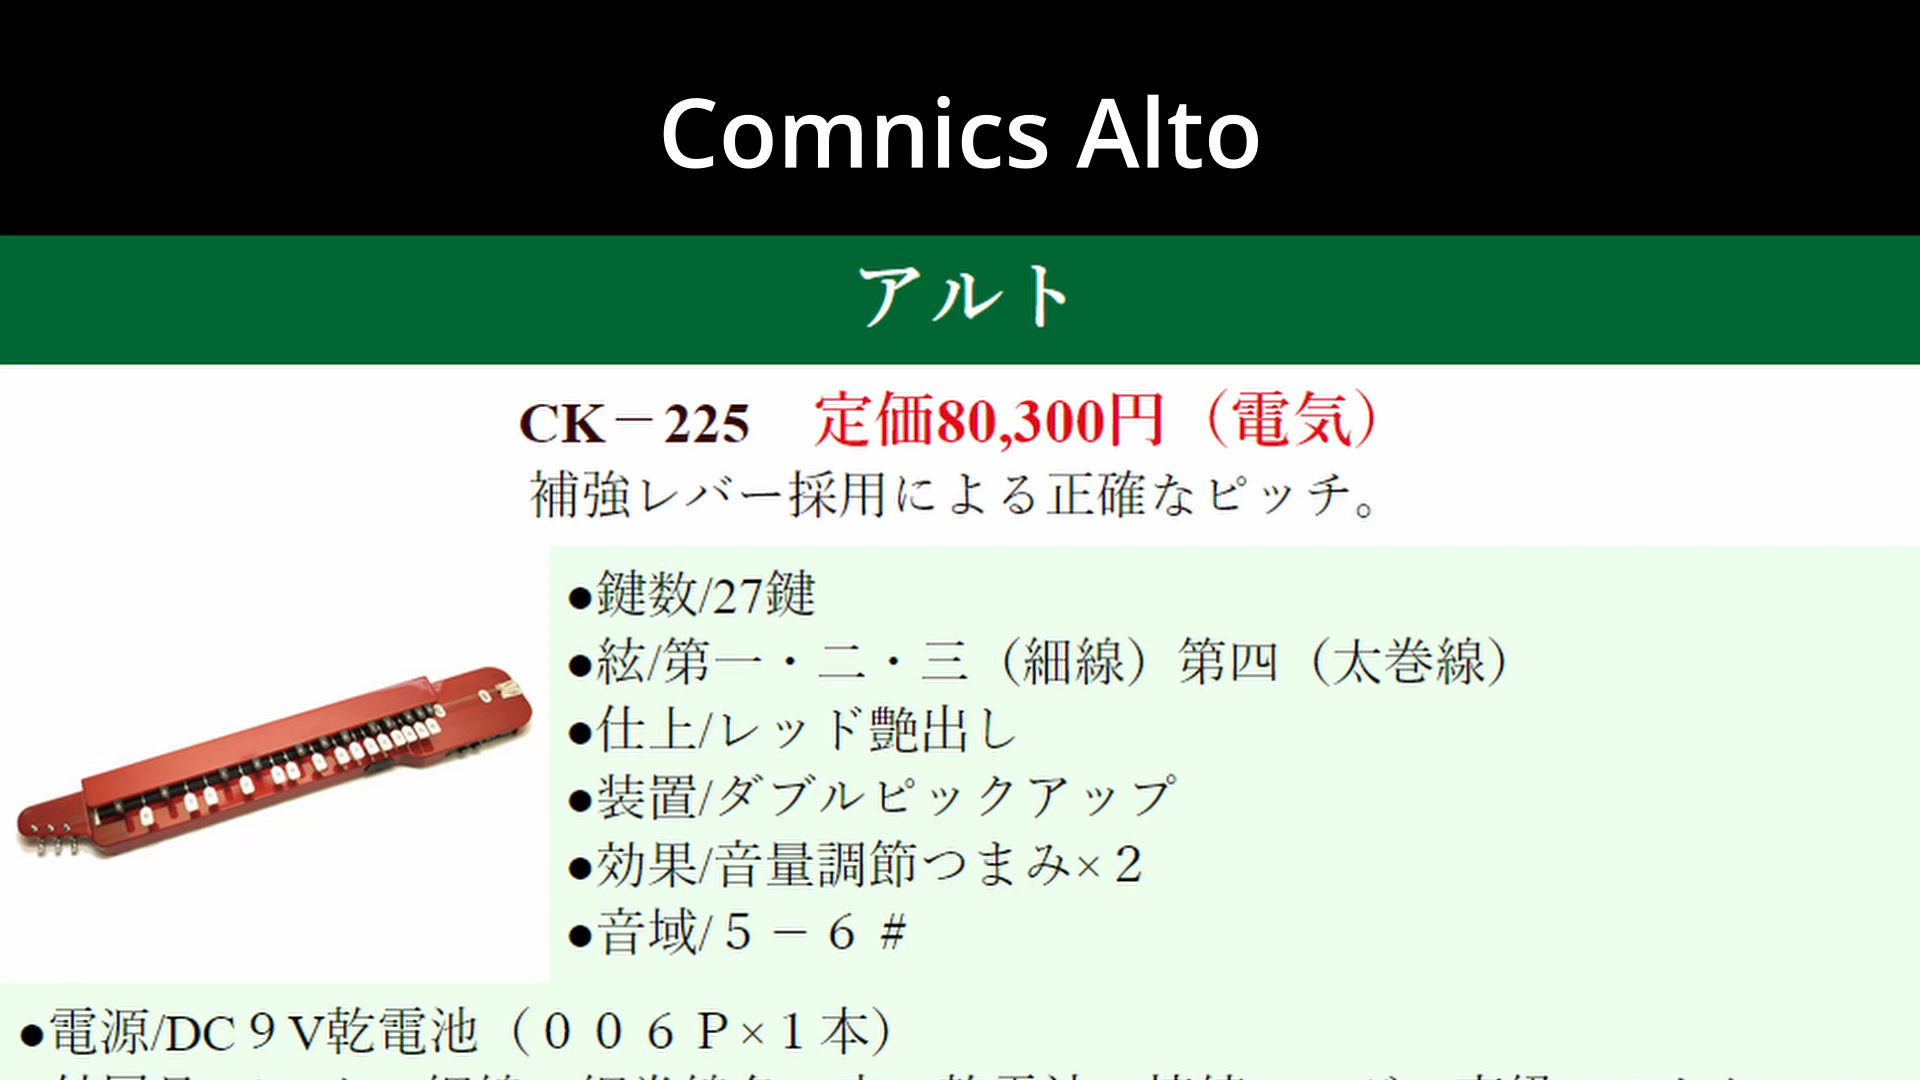 Comnics Alto
アルト
CK－225　定価80,300円（電気）
補強レバー採用による正確なピッチ。
●鍵数/27鍵
●絃/第一・二・三（細線）第四（太巻線）
●仕上/レッド艶出し
●装置/ダブルピックアップ
●効果/音量調節つまみ×２
●音域/５－６＃
●電源/DC９V乾電池（００６P×１本）